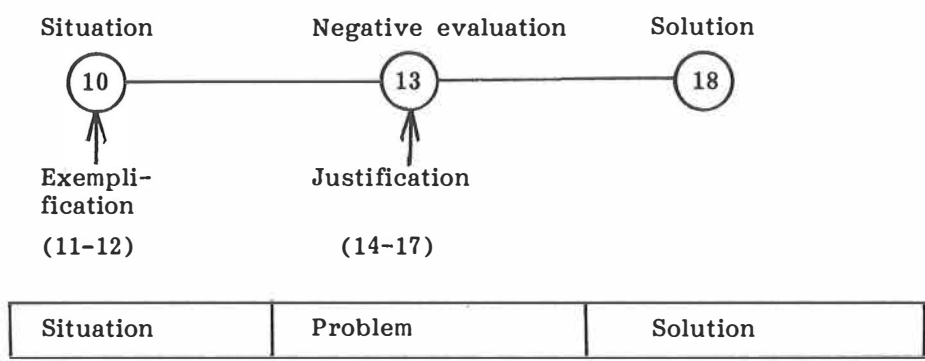 Situation Negative evaluation Solution
10 13 18
Exempli- Justification
fication
(11-12) (14-17)
Situation Problem Solution